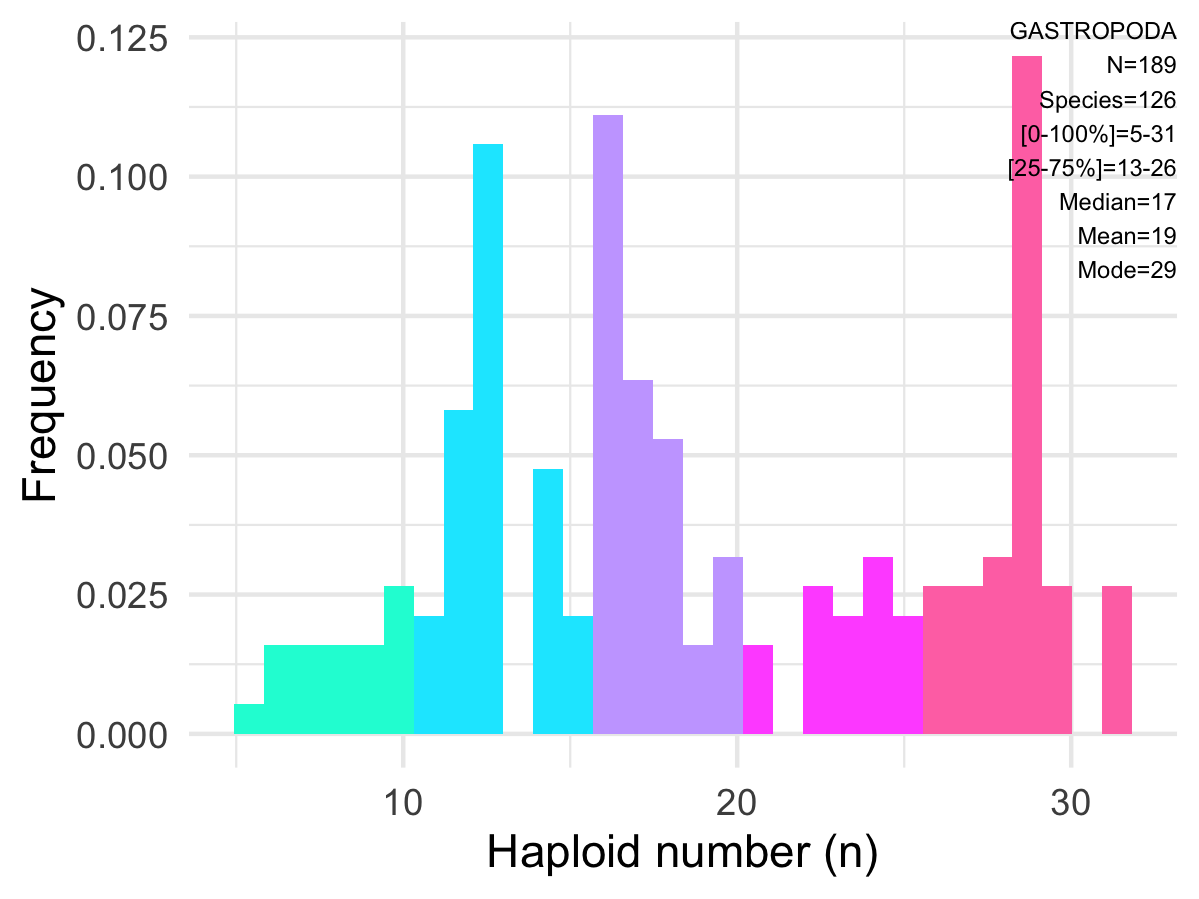 GASTROPODA
N=189
Species=126
[0-100%]=5-31
[25-75%]=13-26
Median=17
Mean=19
Mode=29
0.125
0.100
0.075
0.050
0.025
0.000
Frequency
10 20 30
Haploid number (n)